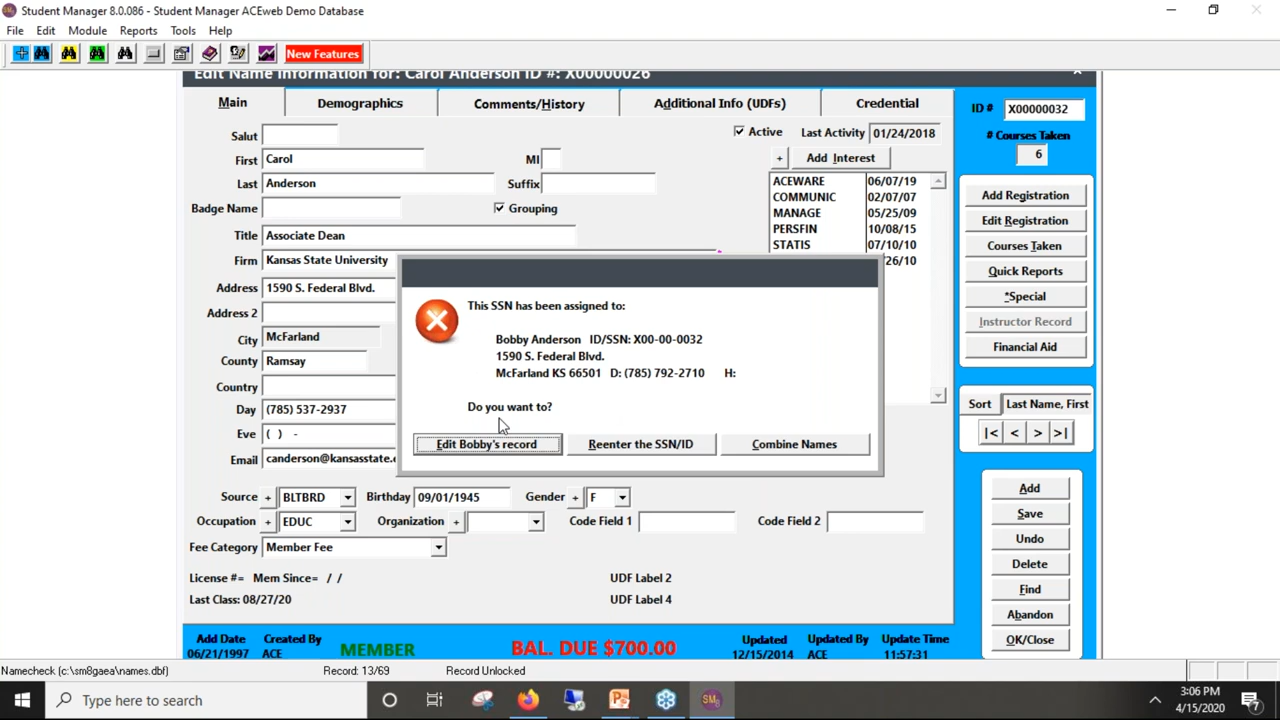 Student Manager 8.0.086 - Student Manager ACEweb Demo Database
File Edit Module Reports Tools Help
New Features
Edit Name Information for: Carol Anderson ID #: X00000026
Main Demographics Comments/History Additional Info (UDFs) Credential
ID # X00000032
# Courses Taken
6
Salut
Active Last Activity 01/24/2018
First Carol MI
+ Add Interest
Last Anderson Suffix
Badge Name Grouping
Title Associate Dean
Firm Kansas State University
Address 1590 S. Federal Blvd.
Address 2
City McFarland
County Ramsay
Country
Day (785) 537-2937
Eve ( ) -
Email canderson@kansasstate.
ACEWARE 06/07/19
COMMUNIC 02/07/07
MANAGE 05/25/09
PERSFIN 10/08/15
STATIS 07/10/10
/26/10
This SSN has been assigned to:
Bobby Anderson ID/SSN: X00-00-0032
1590 S. Federal Blvd.
McFarland KS 66501 D: (785) 792-2710 H:
Do you want to?
Edit Bobby's record Reenter the SSN/ID Combine Names
Source + BLTBRD Birthday 09/01/1945 Gender + F
Occupation + EDUC Organization + Code Field 1 Code Field 2
Fee Category Member Fee
License #= Mem Since= / / UDF Label 2
Last Class: 08/27/20 UDF Label 4
Add Date Created By MEMBER BAL. DUE $700.00 Updated Updated By Update Time
06/21/1997 ACE 12/15/2014 ACE 11:57:31
Add Registration
Edit Registration
Courses Taken
Quick Reports
*Special
Instructor Record
Financial Aid
Sort Last Name, First
|< < > >|
Add
Save
Undo
Delete
Find
Abandon
OK/Close
Namecheck (c:\sm8gaea\names.dbf) Record: 13/69 Record Unlocked
Type here to search
3:06 PM
4/15/2020
7